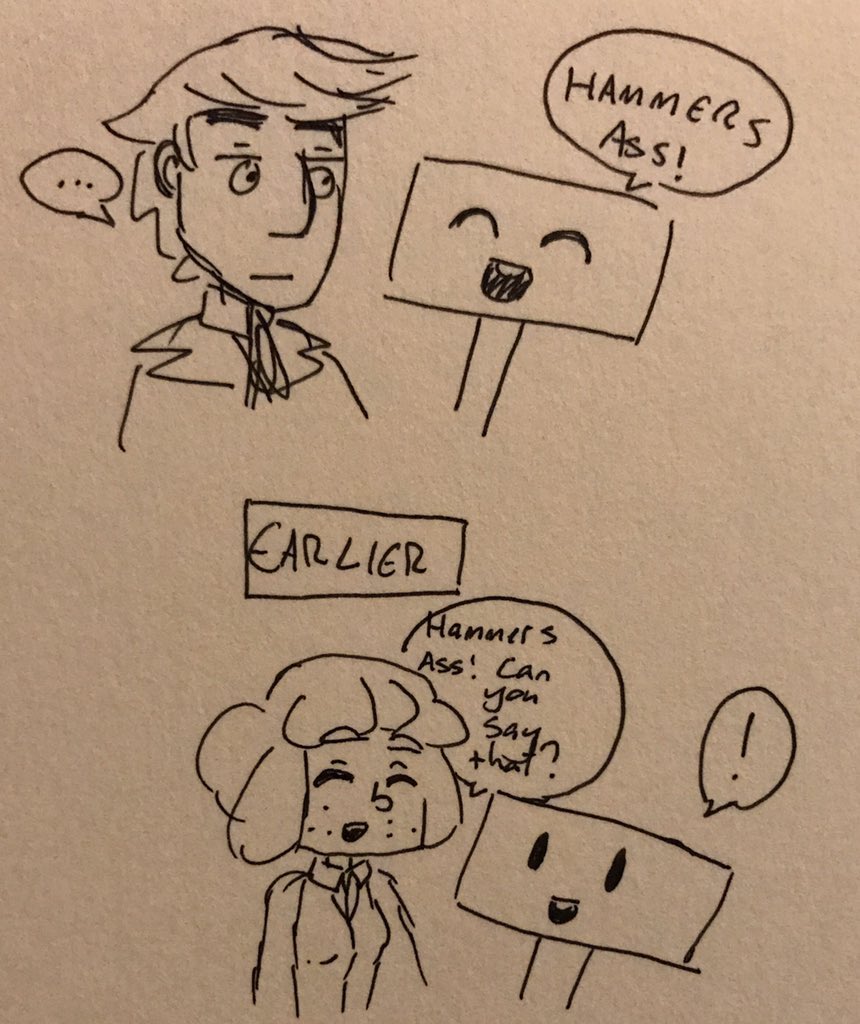 ...
HAMMERS
ASS!
EARLIER
Hammers
Ass! Can
you
say
that?
!